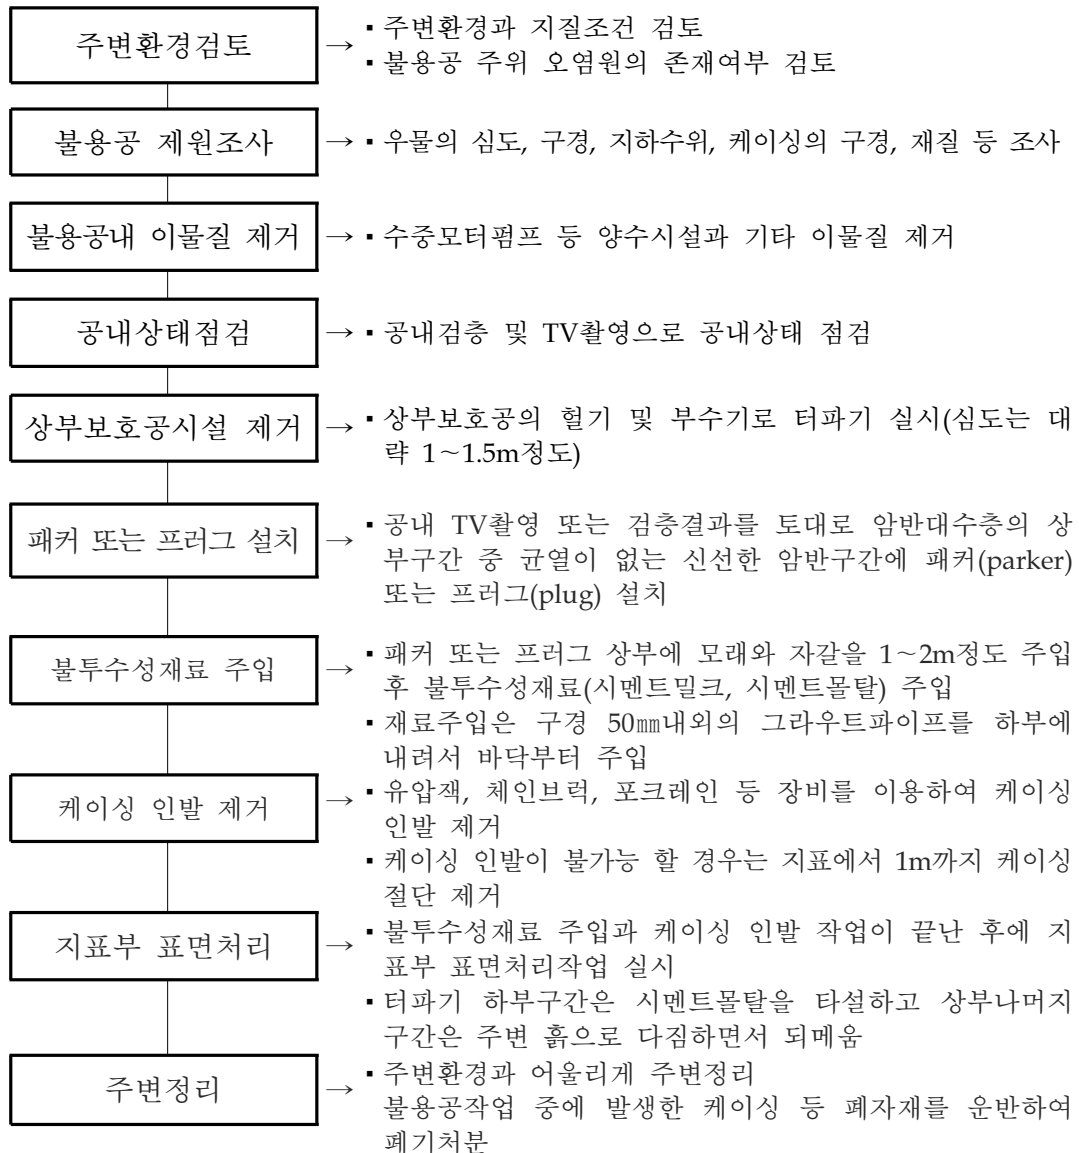 주변환경검토
→ ▪ 주변환경과 지질조건 검토
▪ 불용공 주위 오염원의 존재여부 검토
불용공 제원조사
→ ▪ 우물의 심도, 구경, 지하수위, 케이싱의 구경, 재질 등 조사
불용공내 이물질 제거
→ ▪ 수중모터펌프 등 양수시설과 기타 이물질 제거
공내상태점검
→ ▪ 공내검층 및 TV촬영으로 공내상태 점검
상부보호공시설 제거
→ ▪ 상부보호공의 헐기 및 부수기로 터파기 실시(심도는 대
략 1~1.5m정도)
패커 또는 프러그 설치
→ ▪ 공내 TV촬영 또는 검층결과를 토대로 암반대수층의 상
부구간 중 균열이 없는 신선한 암반구간에 패커(parker)
또는 프러그(plug) 설치
불투수성재료 주입
→ ▪ 패커 또는 프러그 상부에 모래와 자갈을 1~2m정도 주입
후 불투수성재료(시멘트밀크, 시멘트몰탈) 주입
▪ 재료주입은 구경 50㎜내외의 그라우트파이프를 하부에
내려서 바닥부터 주입
케이싱 인발 제거
→ ▪ 유압잭, 체인브럭, 포크레인 등 장비를 이용하여 케이싱
인발 제거
▪ 케이싱 인발이 불가능 할 경우는 지표에서 1m까지 케이싱
절단 제거
지표부 표면처리
→ ▪ 불투수성재료 주입과 케이싱 인발 작업이 끝난 후에 지
표부 표면처리작업 실시
▪ 터파기 하부구간은 시멘트몰탈을 타설하고 상부나머지
구간은 주변 흙으로 다짐하면서 되메움
주변정리
→ ▪ 주변환경과 어울리게 주변정리
불용공작업 중에 발생한 케이싱 등 폐자재를 운반하여
폐기처분